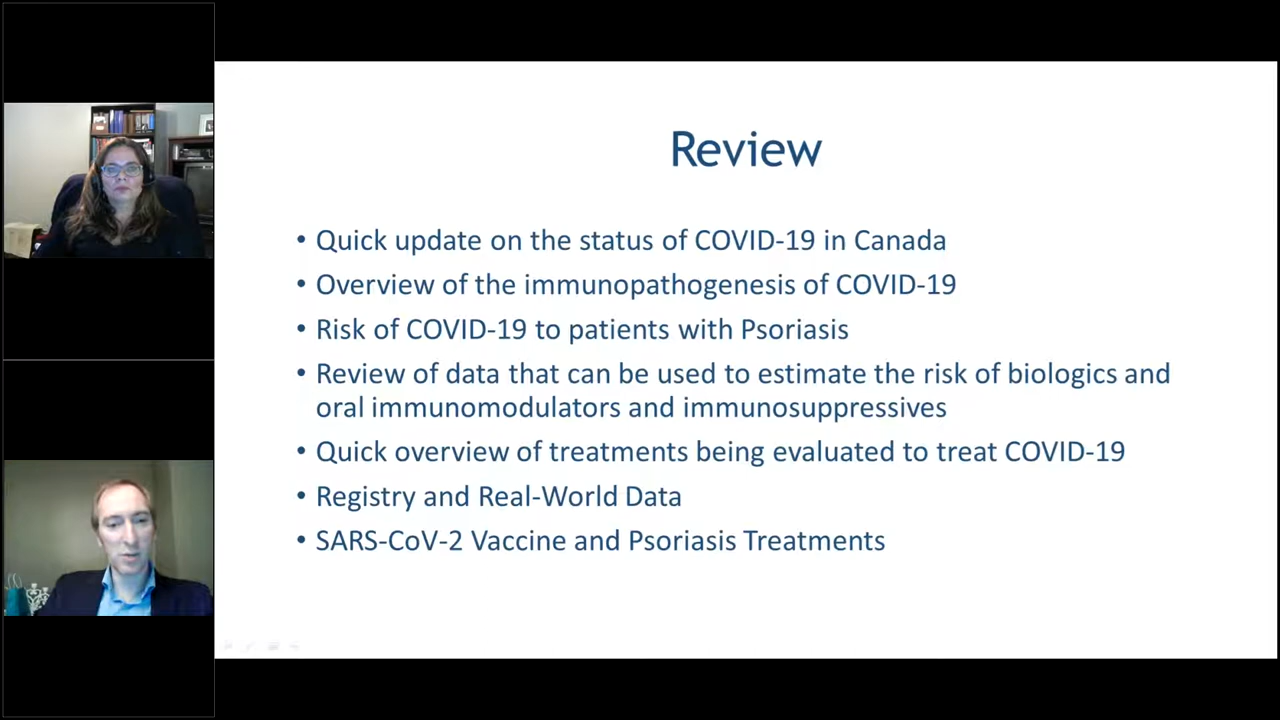 Review
• Quick update on the status of COVID-19 in Canada
• Overview of the immunopathogenesis of COVID-19
• Risk of COVID-19 to patients with Psoriasis
• Review of data that can be used to estimate the risk of biologics and
oral immunomodulators and immunosuppressives
• Quick overview of treatments being evaluated to treat COVID-19
• Registry and Real-World Data
• SARS-CoV-2 Vaccine and Psoriasis Treatments